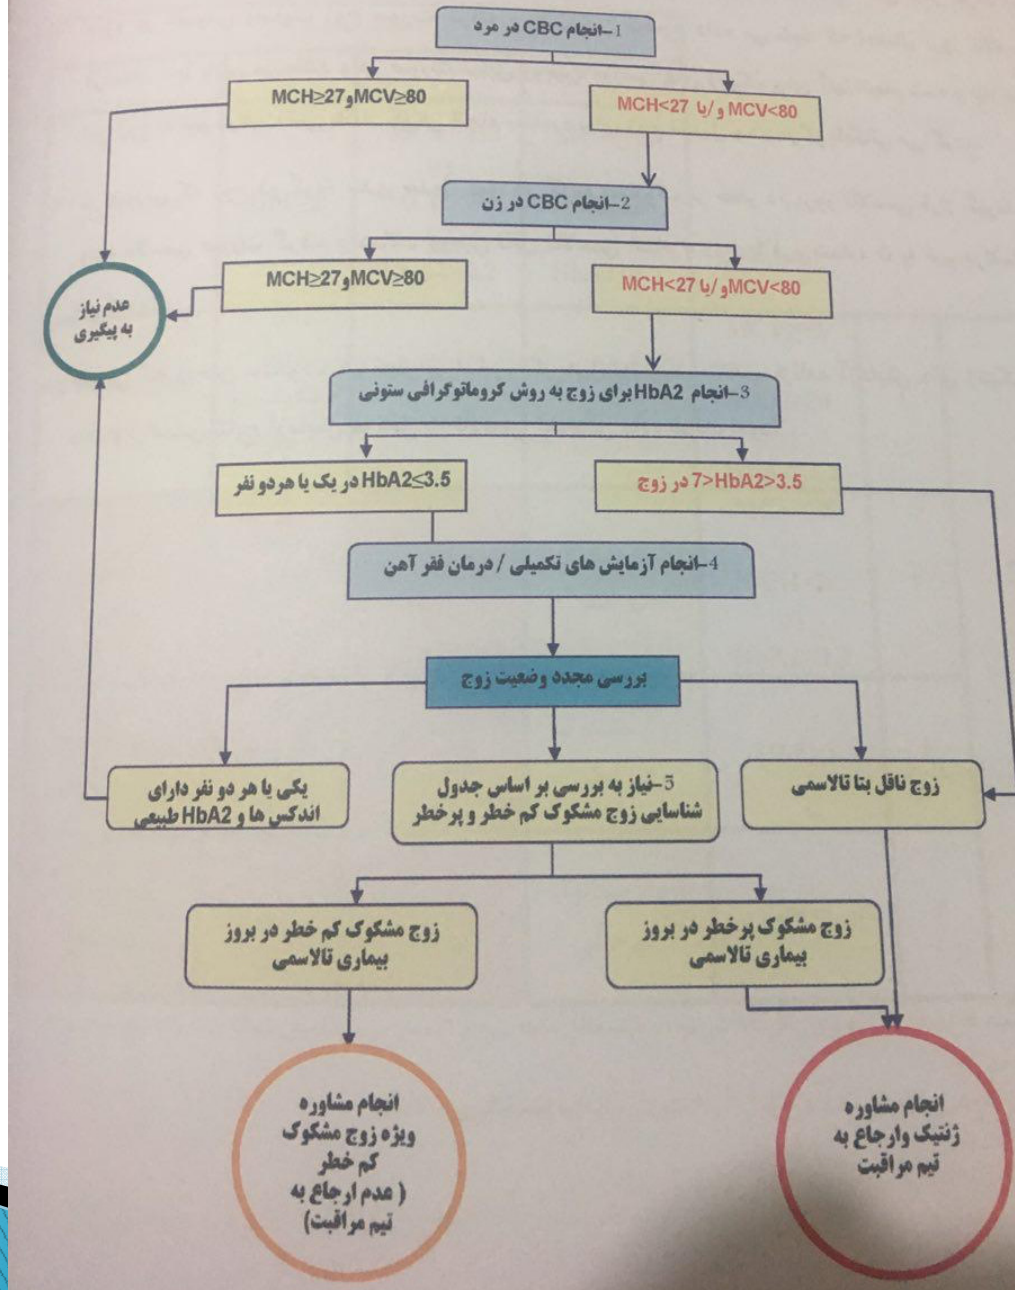 1-انجام CBC در مرد
MCH≥27وMCV≥80
MCV<80 و/یا MCH<27
2-انجام CBC در زن
MCH≥27وMCV≥80
MCV<80و/یا MCH<27
عدم نیاز
به پیگیری
3-انجام HbA2 برای زوج به روش کروماتوگرافی ستونی
HbA2≤3.5 در یک یا هردو نفر
7>HbA2>3.5 در زوج
4-انجام آزمایش های تکمیلی / درمان فقر آهن
بررسی مجدد وضعیت زوج
یکی یا هر دو نفر دارای
اندکس ها و HbA2 طبیعی
5-نیاز به بررسی بر اساس جدول
شناسایی زوج مشکوک کم خطر و پرخطر
زوج ناقل بتا تالاسمی
زوج مشکوک کم خطر در بروز
بیماری تالاسمی
زوج مشکوک پرخطر در بروز
بیماری تالاسمی
انجام مشاوره
ویژه زوج مشکوک
کم خطر
( عدم ارجاع به
تیم مراقبت)
انجام مشاوره
ژنتیک وارجاع به
تیم مراقبت